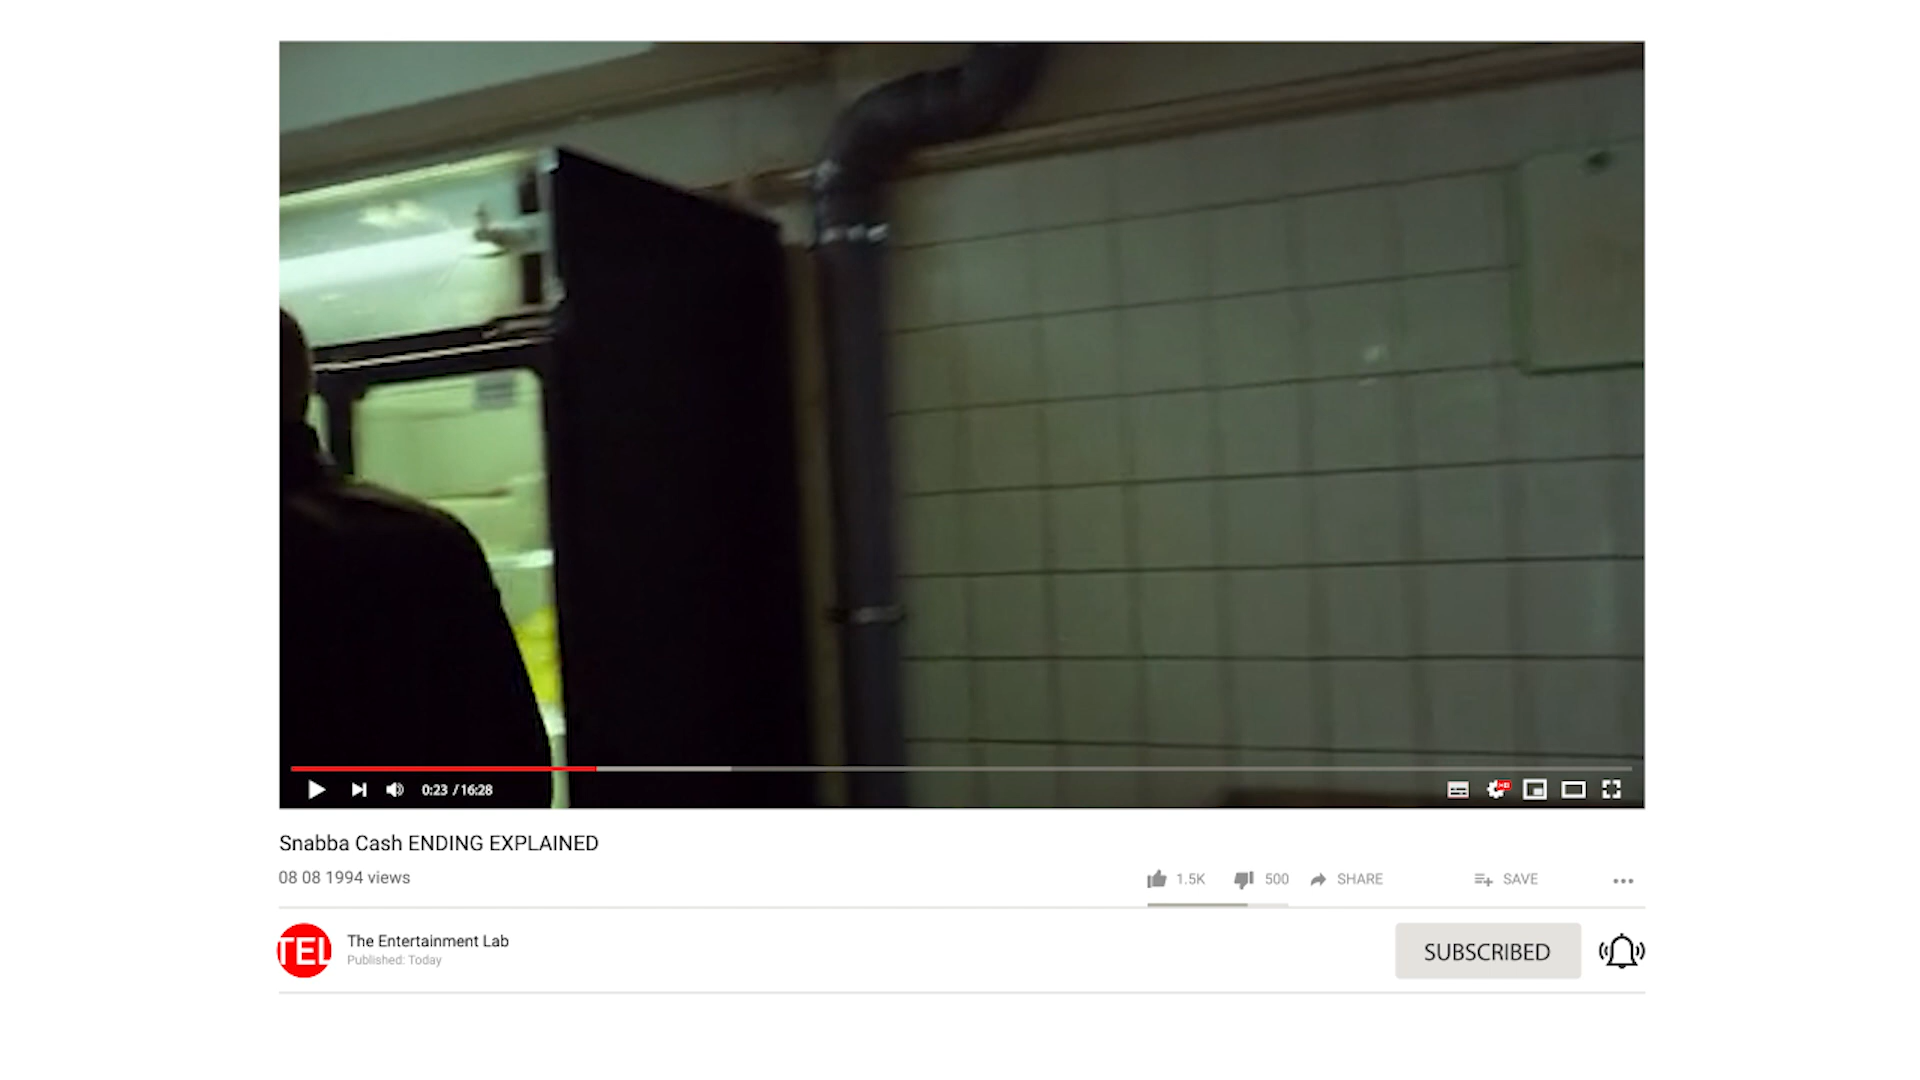 0:23 / 16:28
HD
Snabba Cash ENDING EXPLAINED
08 08 1994 views
1.5K
500
SHARE
SAVE
TEL
The Entertainment Lab
Published: Today
SUBSCRIBED